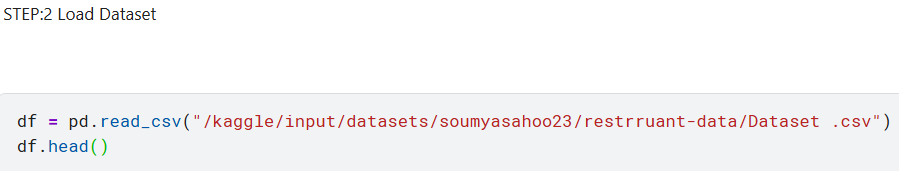 STEP:2 Load Dataset
df = pd.read_csv("/kaggle/input/datasets/soumyasahoo23/restrruant-data/Dataset .csv")
df.head()